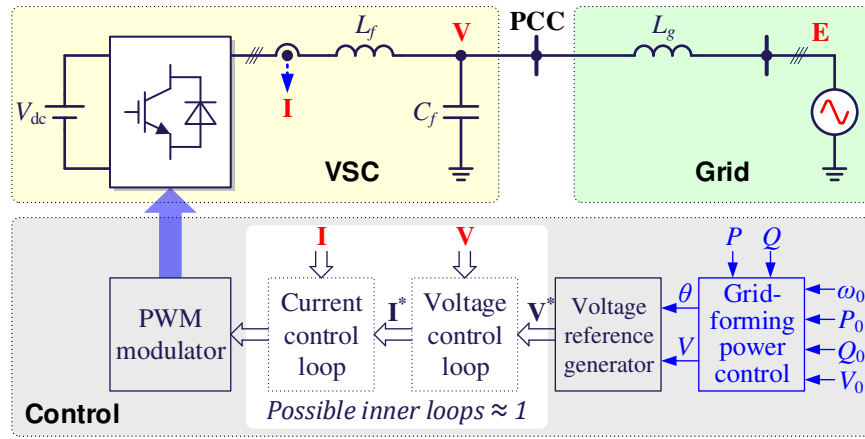 PCC
L_f
V
L_g
E
V_dc
I
C_f
VSC
Grid
I
V
P
Q
PWM
modulator
Current
control
loop
I*
Voltage
control
loop
V*
Voltage
reference
generator
θ
V
Grid-
forming
power
control
ω_0
P_0
Q_0
V_0
Control
Possible inner loops ≈ 1